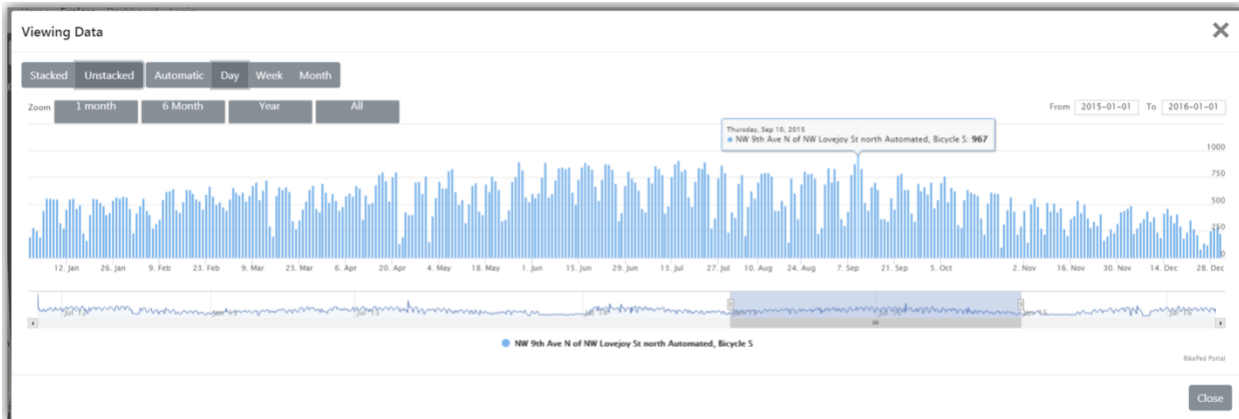 Viewing Data
Stacked Unstacked Automatic Day Week Month
Zoom 1 month 6 Month Year All From 2015-01-01 To 2016-01-01
Thursday, Sep 10, 2015
NW 9th Ave N of NW Lovejoy St north Automated, Bicycle S: 967
1000
750
500
250
0
12. Jan 26. Jan 9. Feb 23. Feb 9. Mar 23. Mar 6. Apr 20. Apr 4. May 18. May 1. Jun 15. Jun 29. Jun 13. Jul 27. Jul 10. Aug 24. Aug 7. Sep 21. Sep 5. Oct 2. Nov 16. Nov 30. Nov 14. Dec 28. Dec
NW 9th Ave N of NW Lovejoy St north Automated, Bicycle S
BikePed Portal
Close